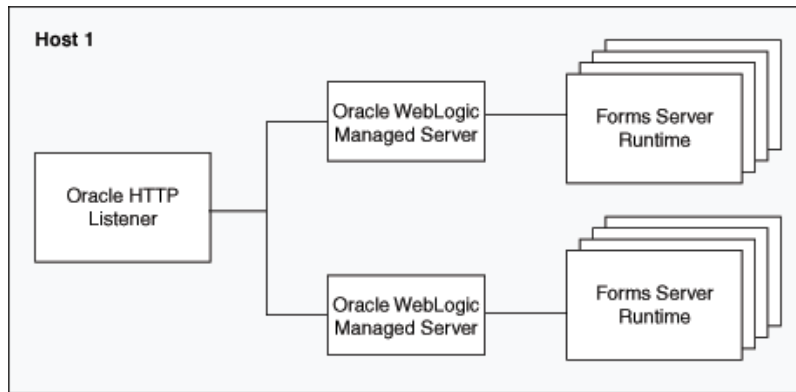 Host 1
Oracle HTTP
Listener
Oracle WebLogic
Managed Server
Forms Server
Runtime
Oracle WebLogic
Managed Server
Forms Server
Runtime